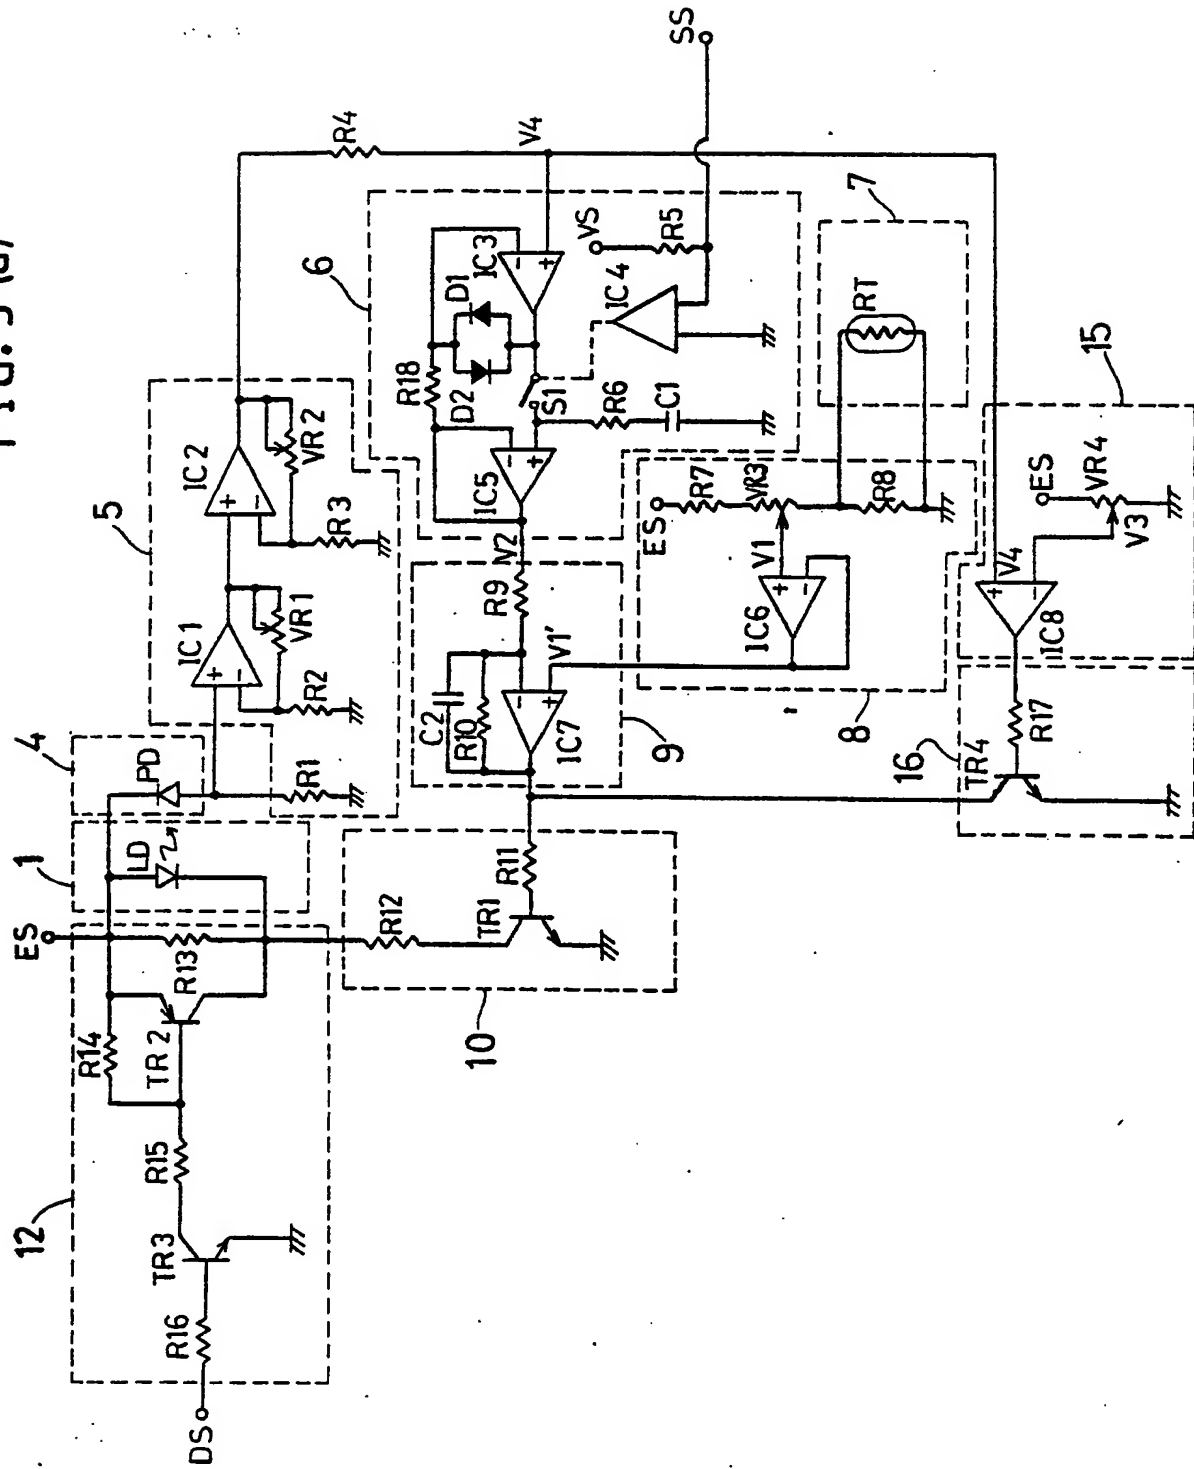 FIG. 3 (a)
SS
R4
V4
7
6
VS
R5
IC3
D1
IC4
RT
15
R18
D2
S1
R6
C1
5
IC2
VR2
IC5
ES
R7
VR3
R8
ES
VR4
R3
V2
V1
V4
V3
IC1
VR1
R9
IC6
IC8
R2
C2
R10
V1'
IC7
9
8
4
PD
R1
16
TR4
R17
1
LD
R11
ES
R13
R12
TR1
R14
TR2
10
R15
12
TR3
R16
DS